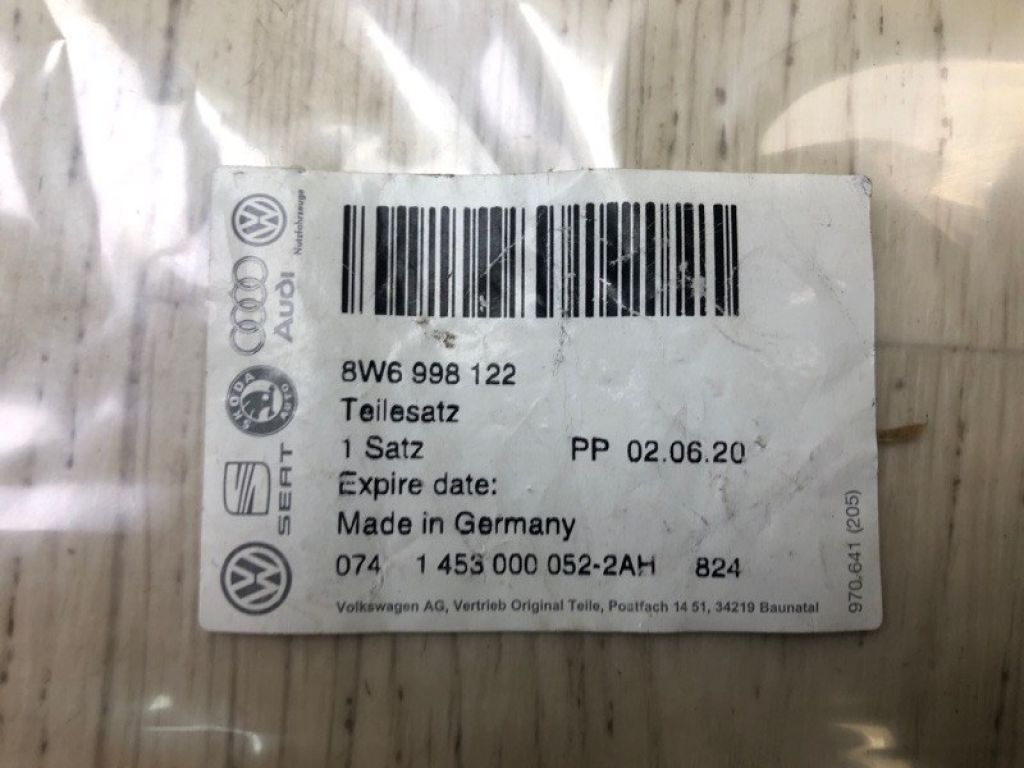 8W6 998 122
Teilesatz
1 Satz PP 02.06.20
Expire date:
Made in Germany
074 1 453 000 052-2AH 824
Volkswagen AG, Vertrieb Original Teile, Postfach 14 51, 34219 Baunatal
Nutzfahrzeuge
Audi
ŠKODA AUTO
SEAT
970.641 (205)